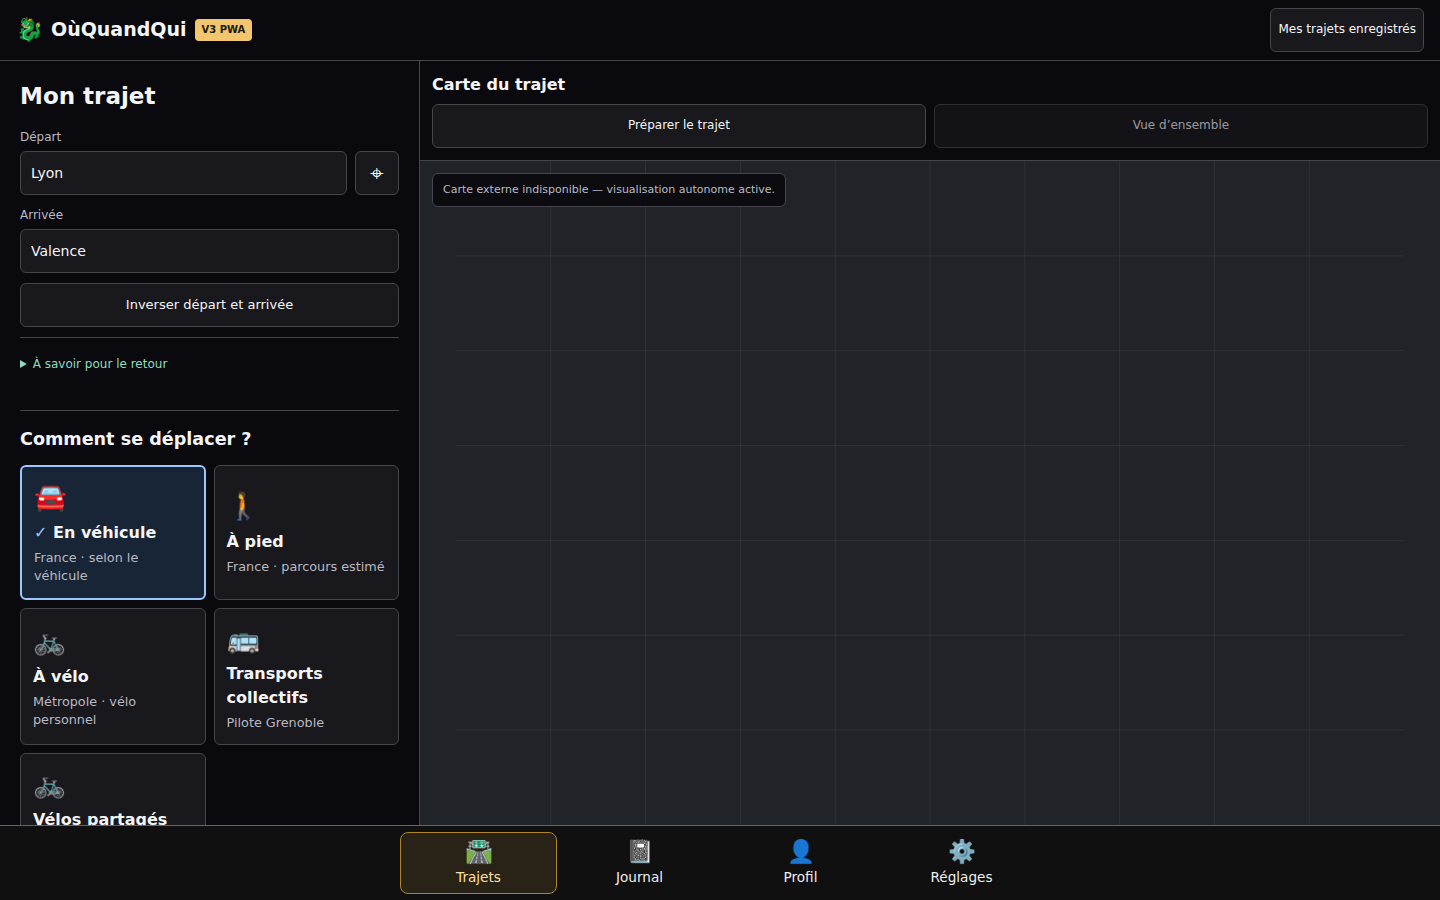 OùQuandQui V3 PWA
Mes trajets enregistrés
Mon trajet
Départ
Lyon
Arrivée
Valence
Inverser départ et arrivée
À savoir pour le retour
Comment se déplacer ?
✓ En véhicule
France · selon le
véhicule
À pied
France · parcours estimé
À vélo
Métropole · vélo
personnel
Transports
collectifs
Pilote Grenoble
Vélos partagés
Carte du trajet
Préparer le trajet
Vue d’ensemble
Carte externe indisponible — visualisation autonome active.
Trajets
Journal
Profil
Réglages